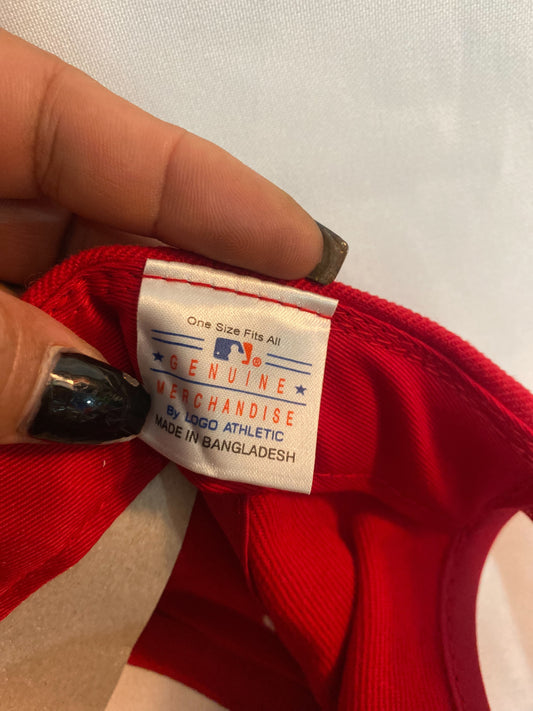 One Size Fits All
®
GENUINE
MERCHANDISE
By LOGO ATHLETIC
MADE IN BANGLADESH